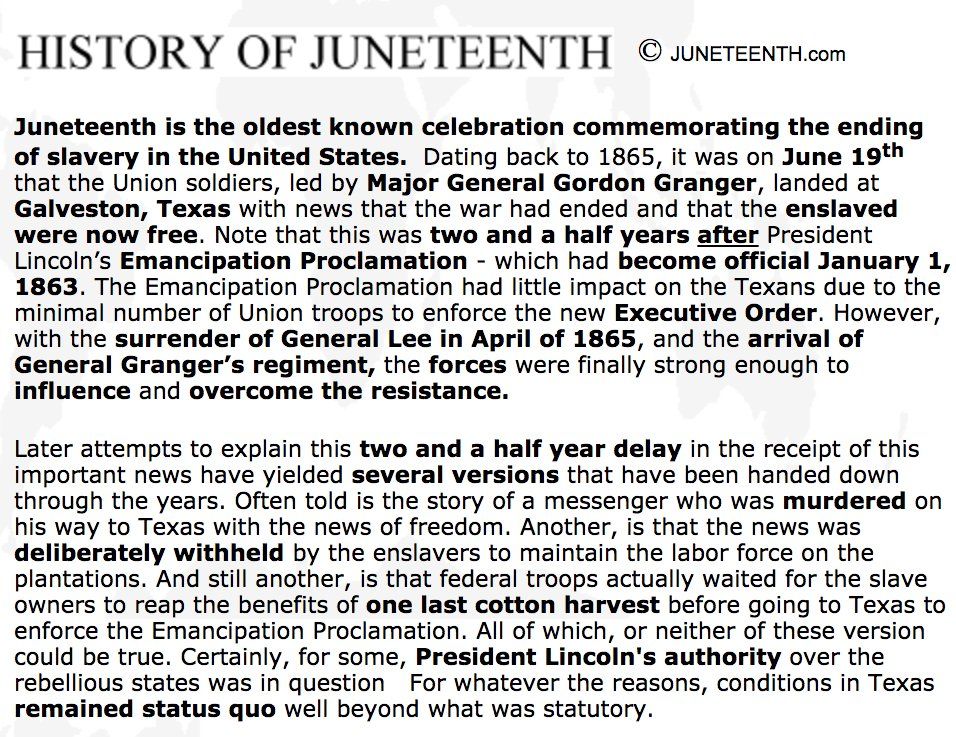 HISTORY OF JUNETEENTH © JUNETEENTH.com
Juneteenth is the oldest known celebration commemorating the ending
of slavery in the United States.  Dating back to 1865, it was on June 19th
that the Union soldiers, led by Major General Gordon Granger, landed at
Galveston, Texas with news that the war had ended and that the enslaved
were now free. Note that this was two and a half years after President
Lincoln’s Emancipation Proclamation - which had become official January 1,
1863. The Emancipation Proclamation had little impact on the Texans due to the
minimal number of Union troops to enforce the new Executive Order. However,
with the surrender of General Lee in April of 1865, and the arrival of
General Granger’s regiment, the forces were finally strong enough to
influence and overcome the resistance.
Later attempts to explain this two and a half year delay in the receipt of this
important news have yielded several versions that have been handed down
through the years. Often told is the story of a messenger who was murdered on
his way to Texas with the news of freedom. Another, is that the news was
deliberately withheld by the enslavers to maintain the labor force on the
plantations. And still another, is that federal troops actually waited for the slave
owners to reap the benefits of one last cotton harvest before going to Texas to
enforce the Emancipation Proclamation. All of which, or neither of these version
could be true. Certainly, for some, President Lincoln's authority over the
rebellious states was in question   For whatever the reasons, conditions in Texas
remained status quo well beyond what was statutory.